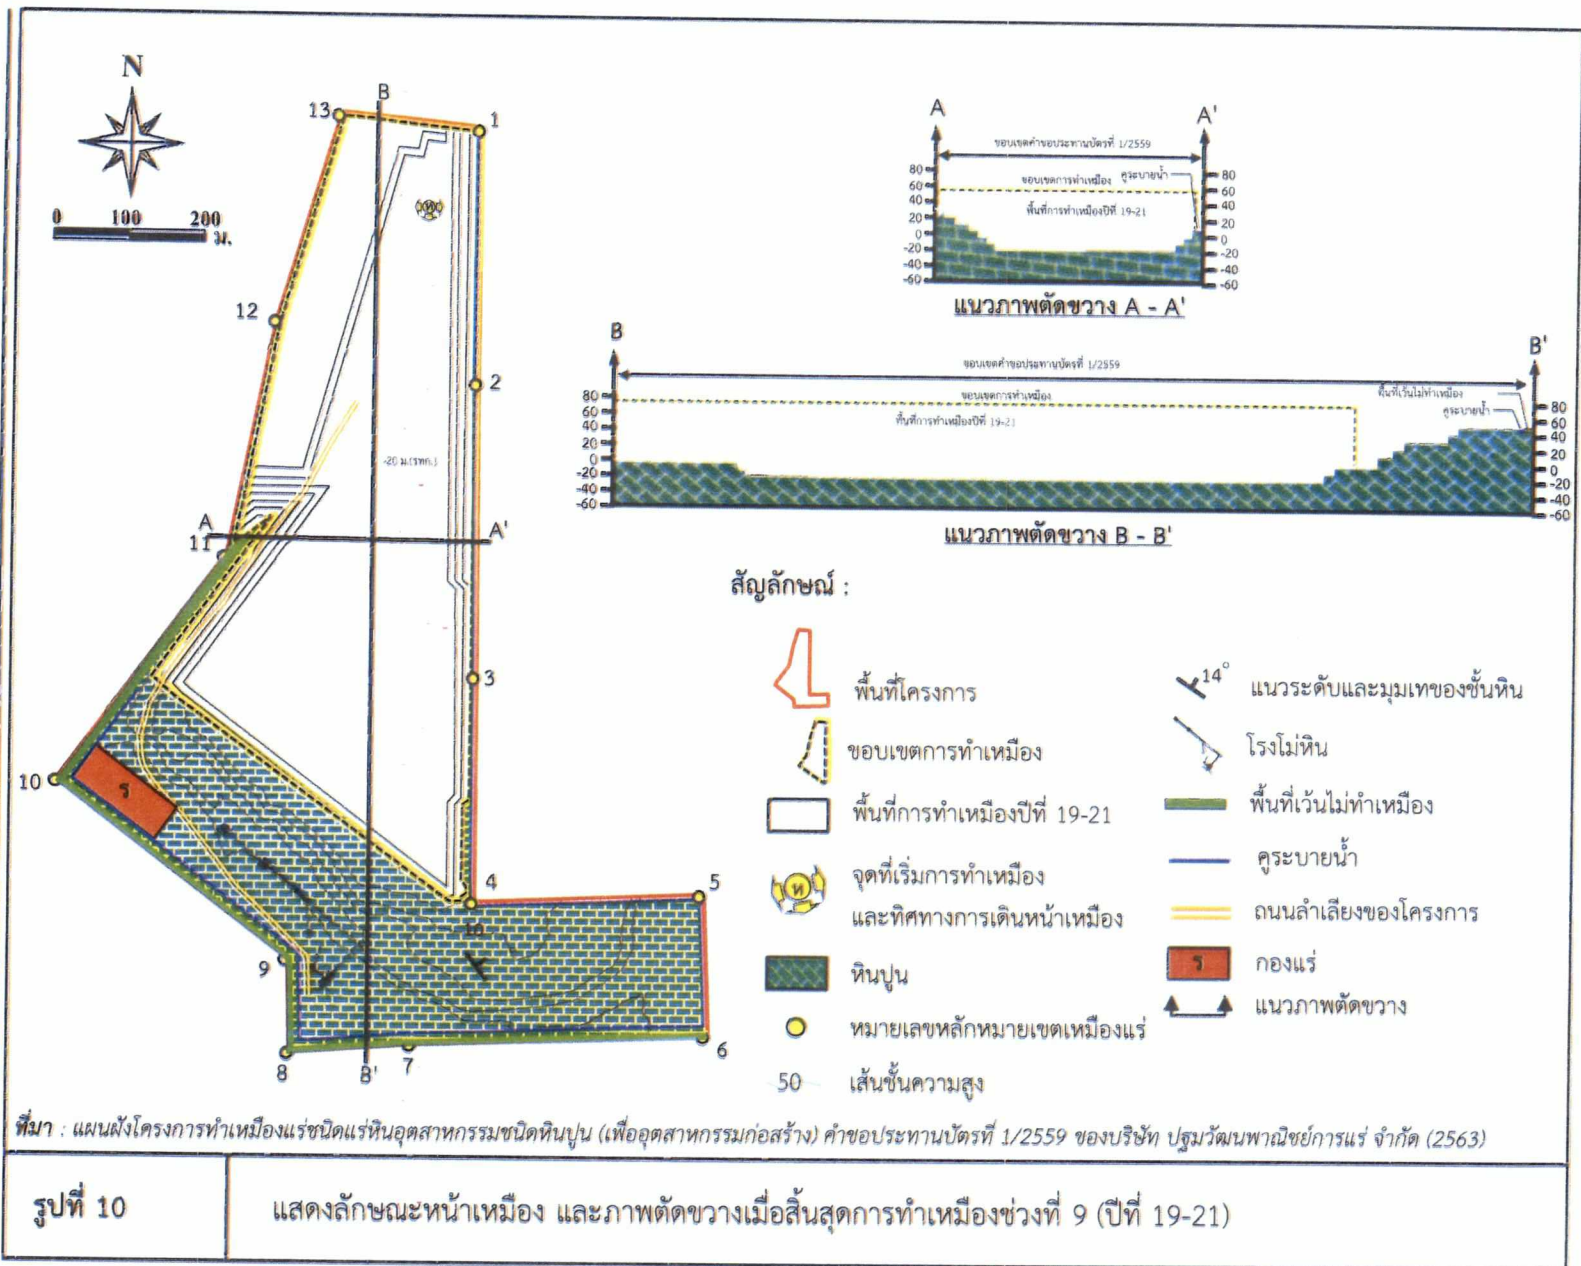 N
0 100 200
ม.
B
13
1
12
2
-20 ม.(รทก.)
A
A'
11
3
10
ร
4
5
10
9
8
7
6
B'
A
A'
ขอบเขตคำขอประทานบัตรที่ 1/2559
ขอบเขตการทำเหมือง
คูระบายน้ำ
พื้นที่การทำเหมืองปีที่ 19-21
80
60
40
20
0
-20
-40
-60
80
60
40
20
0
-20
-40
-60
แนวภาพตัดขวาง A - A'
B
B'
ขอบเขตคำขอประทานบัตรที่ 1/2559
ขอบเขตการทำเหมือง
พื้นที่เว้นไม่ทำเหมือง
คูระบายน้ำ
พื้นที่การทำเหมืองปีที่ 19-21
80
60
40
20
0
-20
-40
-60
80
60
40
20
0
-20
-40
-60
แนวภาพตัดขวาง B - B'
สัญลักษณ์ :
พื้นที่โครงการ
ขอบเขตการทำเหมือง
พื้นที่การทำเหมืองปีที่ 19-21
ห
จุดที่เริ่มการทำเหมือง
และทิศทางการเดินหน้าเหมือง
หินปูน
หมายเลขหลักหมายเขตเหมืองแร่
50 เส้นชั้นความสูง
14° แนวระดับและมุมเทของชั้นหิน
โรงโม่หิน
พื้นที่เว้นไม่ทำเหมือง
คูระบายน้ำ
ถนนลำเลียงของโครงการ
ร กองแร่
แนวภาพตัดขวาง
ที่มา : แผนผังโครงการทำเหมืองแร่ชนิดแร่หินอุตสาหกรรมชนิดหินปูน (เพื่ออุตสาหกรรมก่อสร้าง) คำขอประทานบัตรที่ 1/2559 ของบริษัท ปฐมวัฒนพาณิชย์การแร่ จำกัด (2563)
รูปที่ 10
แสดงลักษณะหน้าเหมือง และภาพตัดขวางเมื่อสิ้นสุดการทำเหมืองช่วงที่ 9 (ปีที่ 19-21)